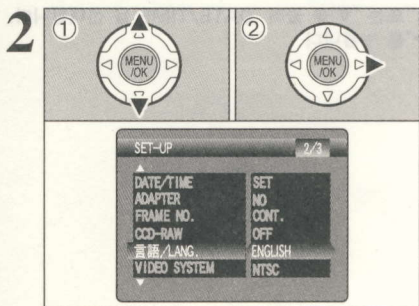 2
① ②
MENU /OK MENU /OK
SET-UP 2/3
DATE/TIME SET
ADAPTER NO
FRAME NO. CONT.
CCD-RAW OFF
言語/LANG. ENGLISH
VIDEO SYSTEM NTSC